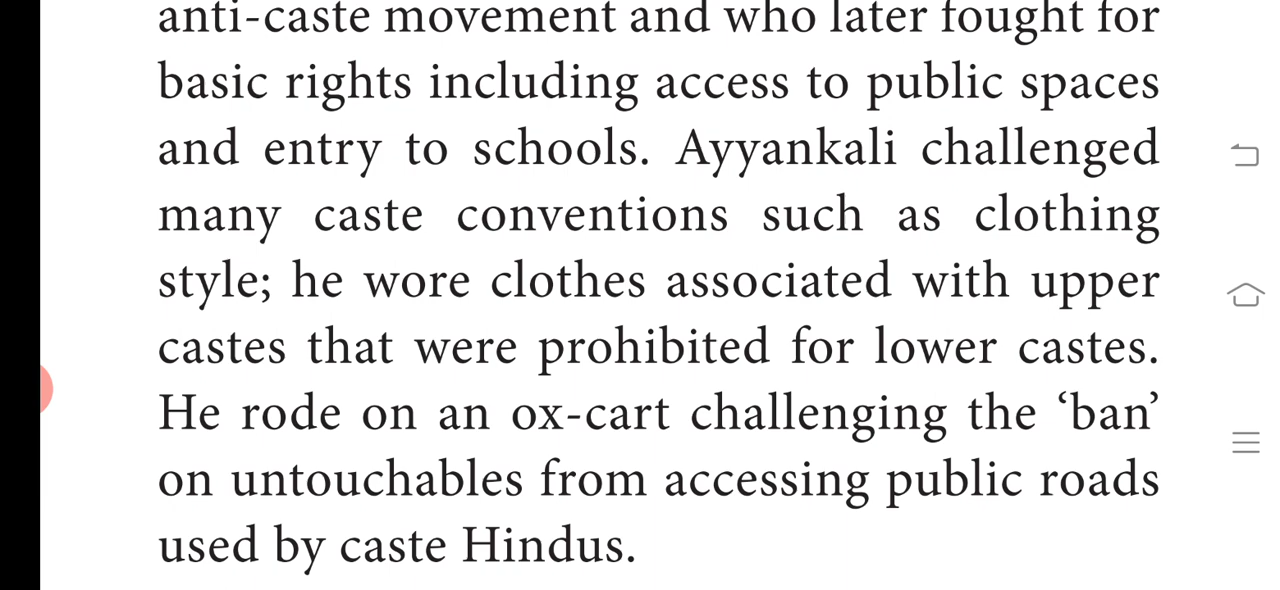 anti-caste movement and who later fought for
basic rights including access to public spaces
and entry to schools. Ayyankali challenged
many caste conventions such as clothing
style; he wore clothes associated with upper
castes that were prohibited for lower castes.
He rode on an ox-cart challenging the ‘ban’
on untouchables from accessing public roads
used by caste Hindus.